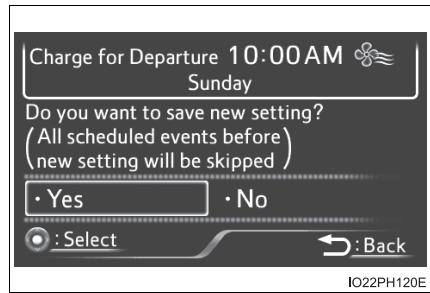 Charge for Departure 10:00AM
Sunday
Do you want to save new setting?
(All scheduled events before
new setting will be skipped)
·Yes ·No
:Select :Back
IO22PH120E